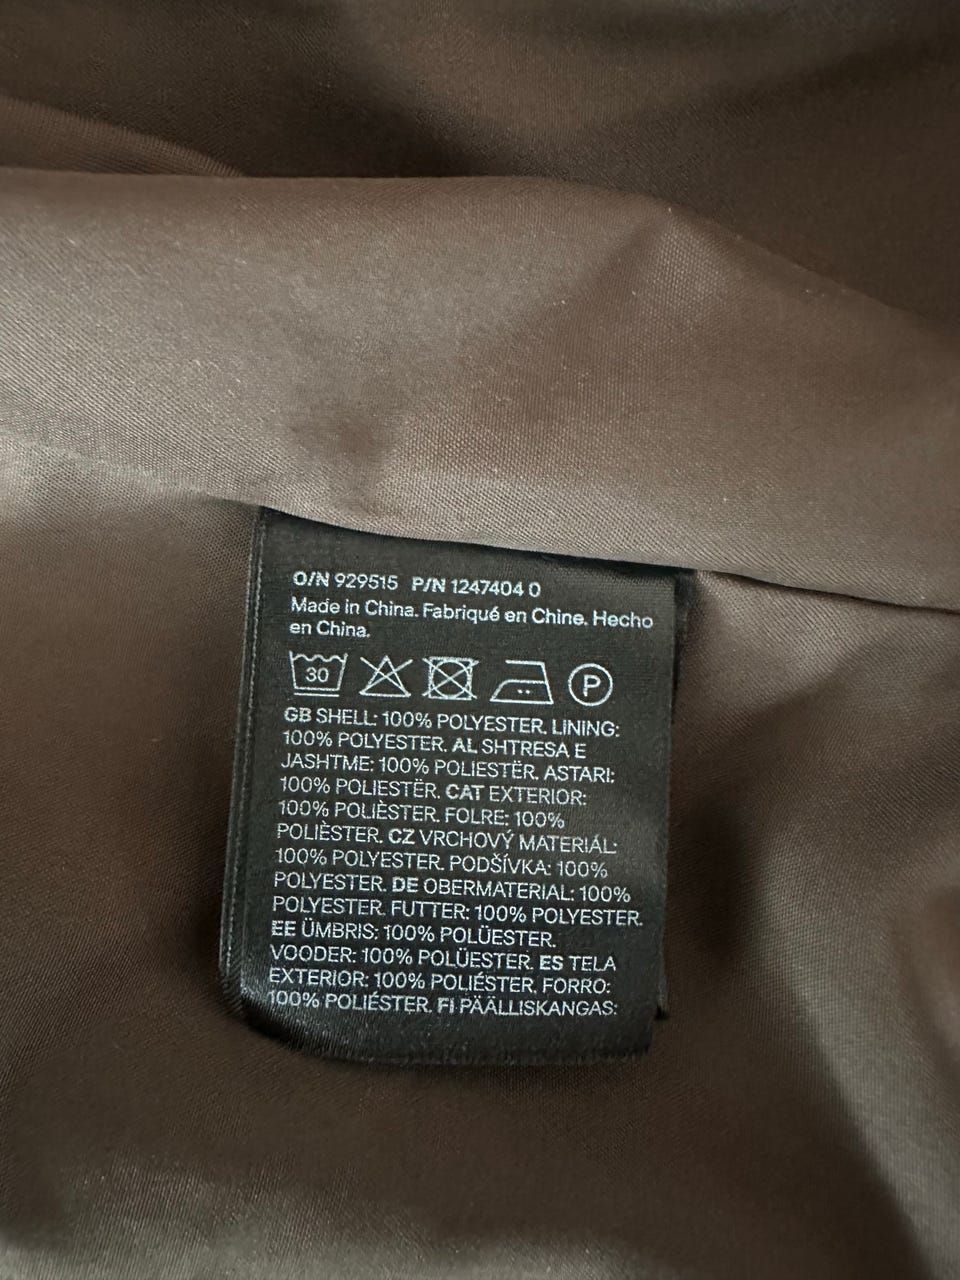 O/N 929515 P/N 1247404 0
Made in China. Fabriqué en Chine. Hecho
en China.
30 P
GB SHELL: 100% POLYESTER. LINING:
100% POLYESTER. AL SHTRESA E
JASHTME: 100% POLIESTËR. ASTARI:
100% POLIESTËR. CAT EXTERIOR:
100% POLIÈSTER. FOLRE: 100%
POLIÈSTER. CZ VRCHOVÝ MATERIÁL:
100% POLYESTER. PODŠÍVKA: 100%
POLYESTER. DE OBERMATERIAL: 100%
POLYESTER. FUTTER: 100% POLYESTER.
EE ÜMBRIS: 100% POLÜESTER.
VOODER: 100% POLÜESTER. ES TELA
EXTERIOR: 100% POLIÉSTER. FORRO:
100% POLIÉSTER. FI PÄÄLLISKANGAS: